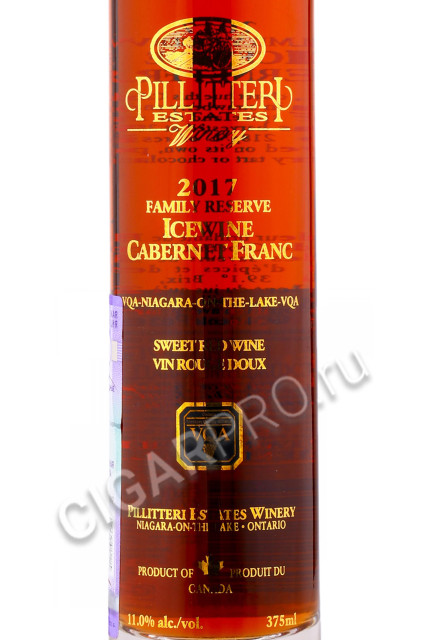 PILLITTERI
ESTATES
Winery
2017
FAMILY RESERVE
ICEWINE
CABERNET FRANC
VQA-NIAGARA-ON-THE-LAKE-VQA
SWEET RED WINE
VIN ROUGE DOUX
VQA
CIGARPRO.ru
PILLITTERI ESTATES WINERY
NIAGARA-ON-THE-LAKE • ONTARIO
PRODUCT OF PRODUIT DU
CANADA
11.0% alc./vol. 375ml